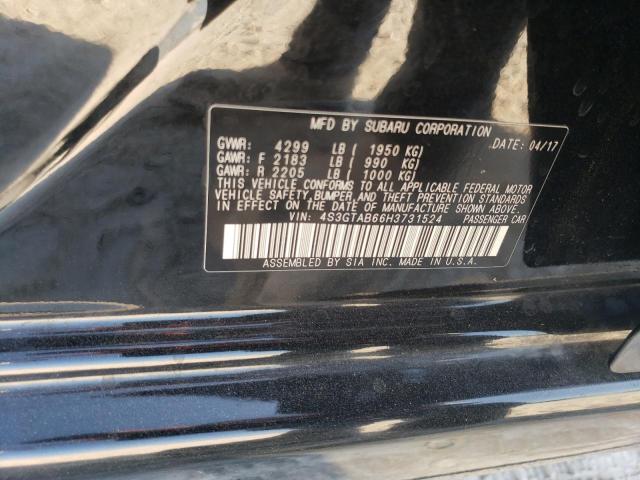 MFD BY SUBARU CORPORATION DATE: 04/17
GVWR: 4299 LB ( 1950 KG)
GAWR: F 2183 LB ( 990 KG)
GAWR: R 2205 LB ( 1000 KG)
THIS VEHICLE CONFORMS TO ALL APPLICABLE FEDERAL MOTOR
VEHICLE SAFETY, BUMPER, AND THEFT PREVENTION STANDARDS
IN EFFECT ON THE DATE OF MANUFACTURE SHOWN ABOVE.
VIN: 4S3GTAB66H3731524 PASSENGER CAR
ASSEMBLED BY SIA INC. MADE IN U.S.A.